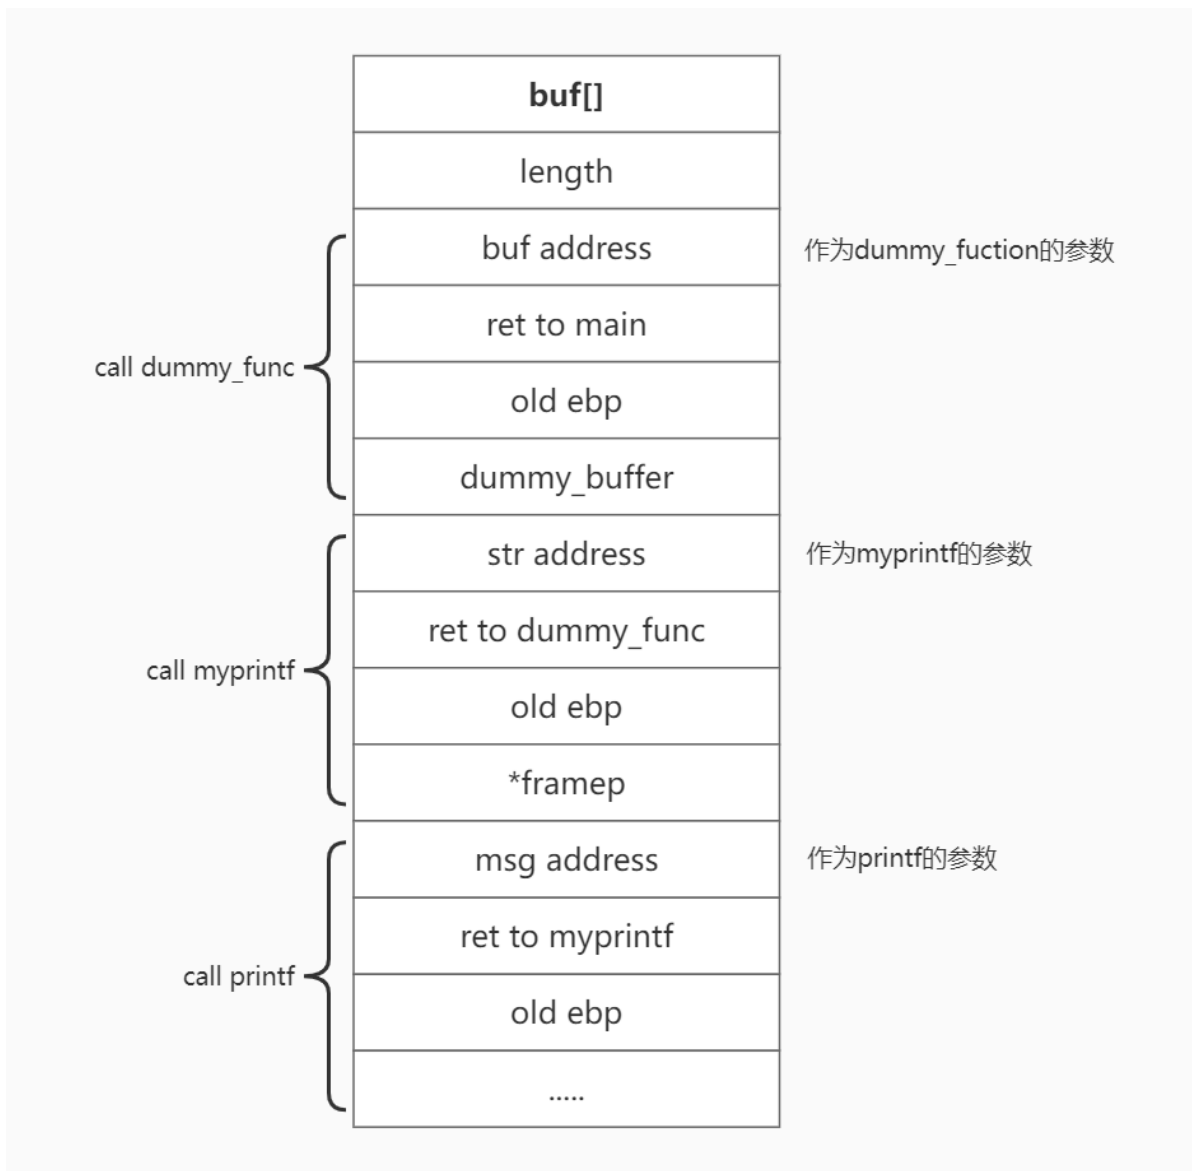 buf[]
length
buf address
作为dummy_fuction的参数
ret to main
call dummy_func
old ebp
dummy_buffer
str address
作为myprintf的参数
ret to dummy_func
call myprintf
old ebp
*framep
msg address
作为printf的参数
ret to myprintf
call printf
old ebp
.....